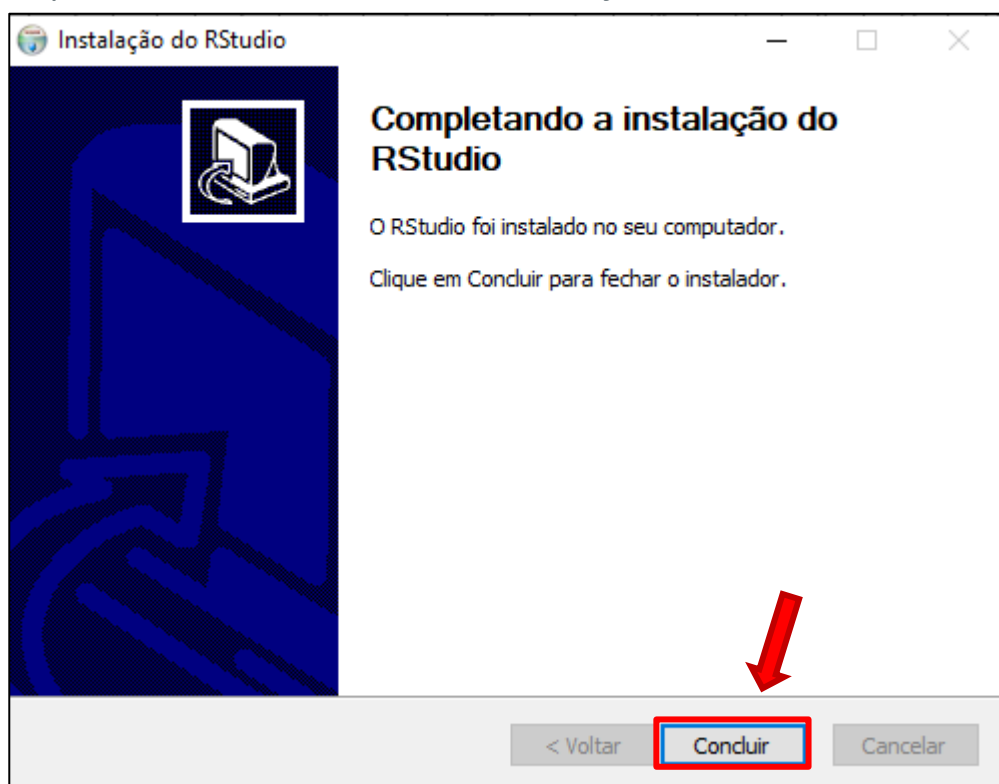 Instalação do RStudio
Completando a instalação do
RStudio
O RStudio foi instalado no seu computador.
Clique em Concluir para fechar o instalador.
< Voltar
Concluir
Cancelar